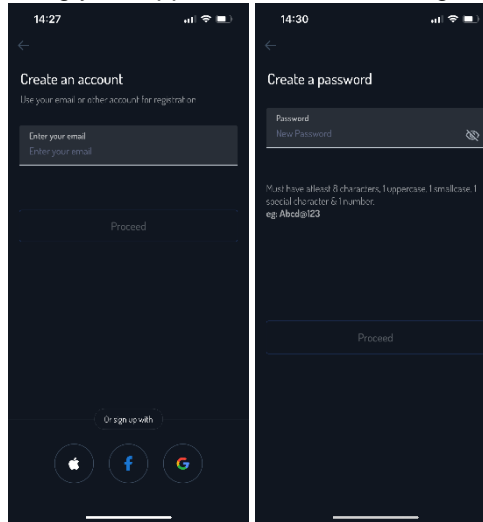 14:27
Create an account
Use your email or other account for registration
Enter your email
Enter your email
Proceed
Or sign up with
14:30
Create a password
Password
New Password
Must have atleast 8 characters, 1 uppercase, 1 smallcase, 1
special character & 1 number.
eg: Abcd@123
Proceed